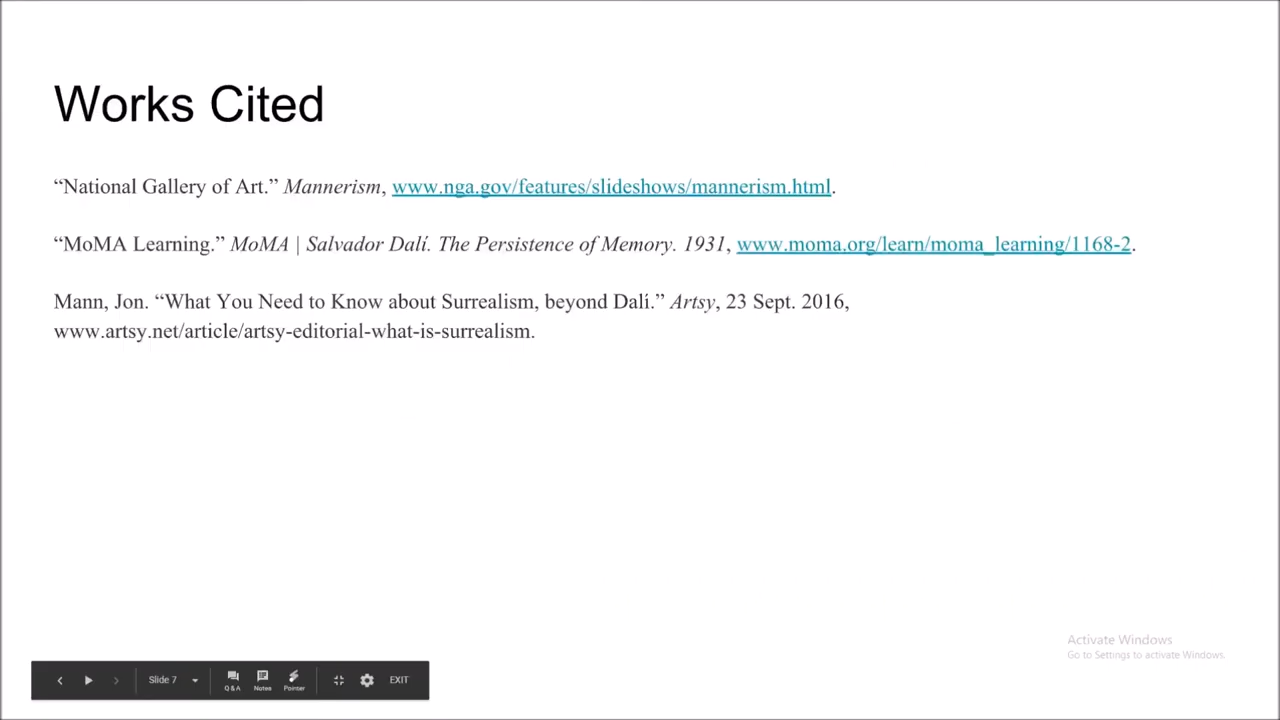 Works Cited
“National Gallery of Art.” Mannerism, www.nga.gov/features/slideshows/mannerism.html.
“MoMA Learning.” MoMA | Salvador Dalí. The Persistence of Memory. 1931, www.moma.org/learn/moma_learning/1168-2.
Mann, Jon. “What You Need to Know about Surrealism, beyond Dalí.” Artsy, 23 Sept. 2016,
www.artsy.net/article/artsy-editorial-what-is-surrealism.
Activate Windows
Go to Settings to activate Windows.
Slide 7
Q & A
Notes
Pointer
EXIT